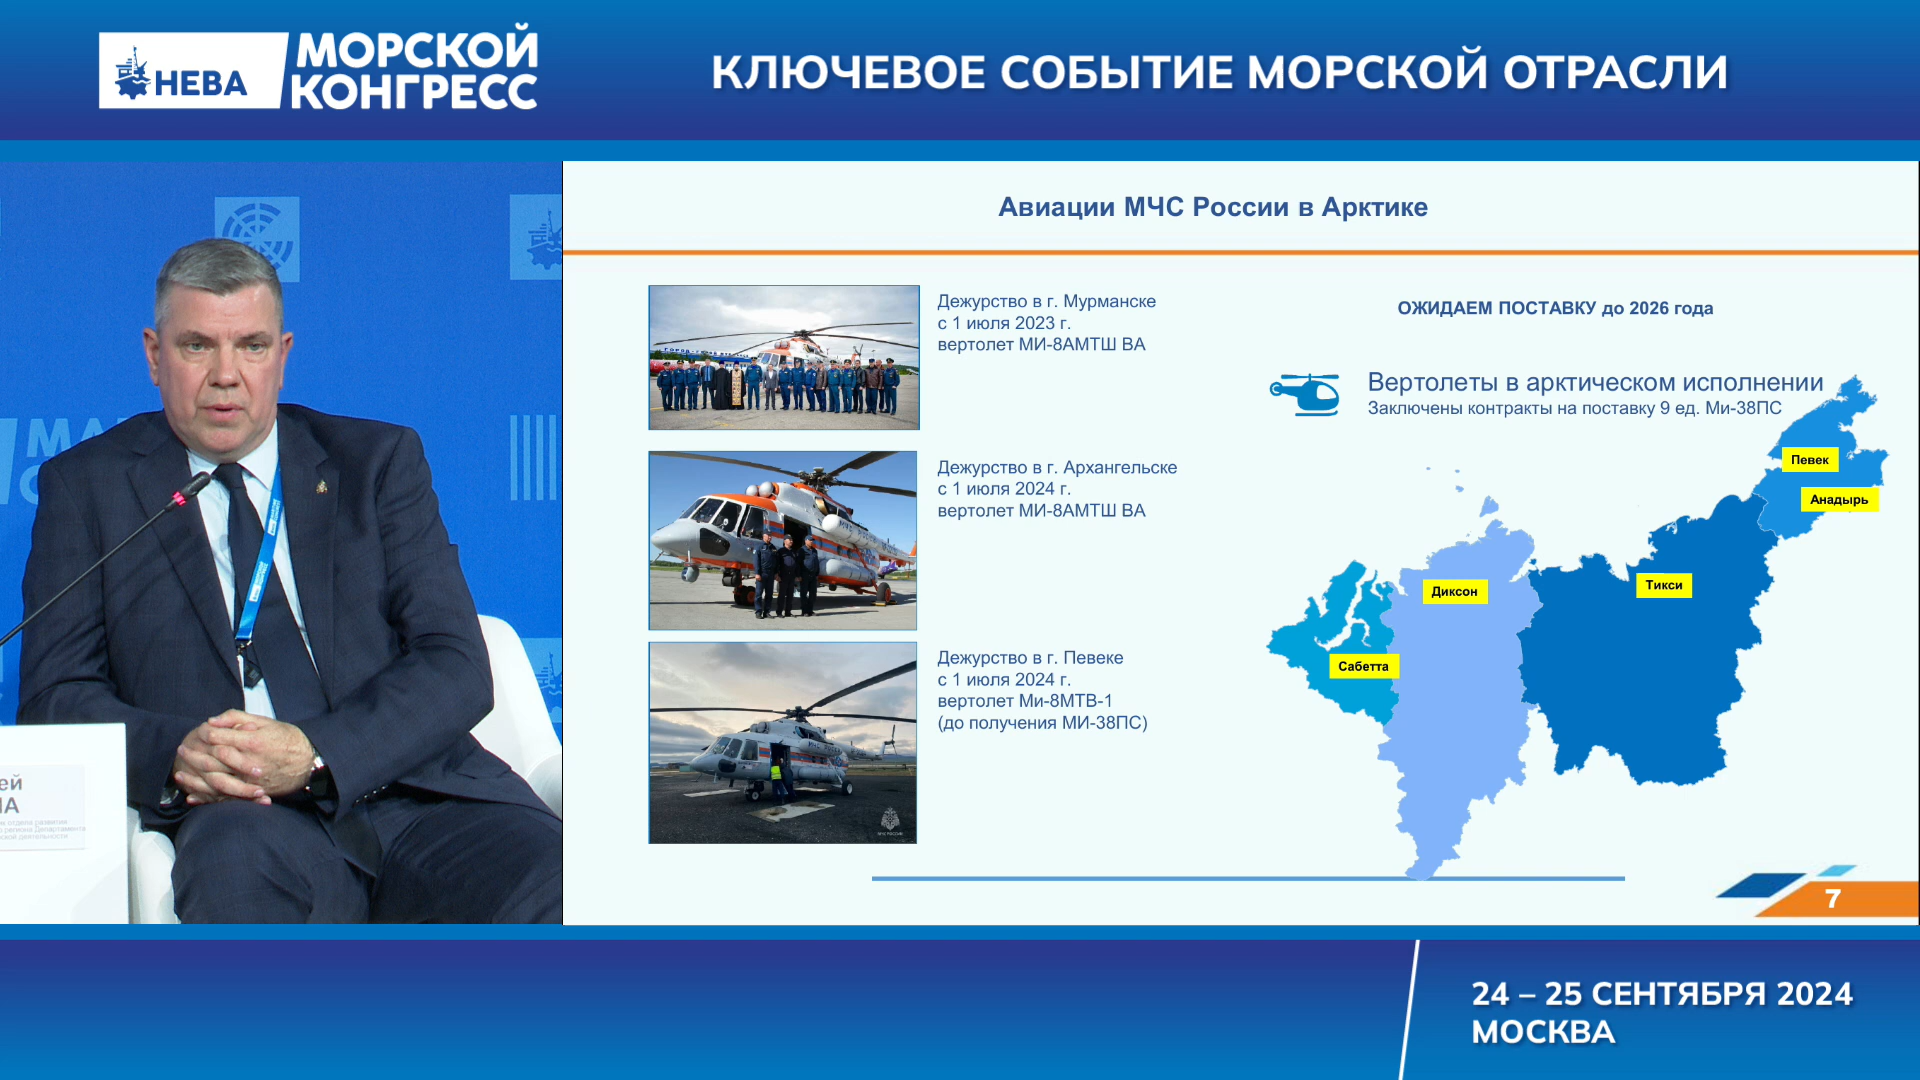 НЕВА
МОРСКОЙ
КОНГРЕСС
КЛЮЧЕВОЕ СОБЫТИЕ МОРСКОЙ ОТРАСЛИ
Авиации МЧС России в Арктике
Дежурство в г. Мурманске
с 1 июля 2023 г.
вертолет МИ-8АМТШ ВА
Дежурство в г. Архангельске
с 1 июля 2024 г.
вертолет МИ-8АМТШ ВА
Дежурство в г. Певеке
с 1 июля 2024 г.
вертолет Ми-8МТВ-1
(до получения МИ-38ПС)
ОЖИДАЕМ ПОСТАВКУ до 2026 года
Вертолеты в арктическом исполнении
Заключены контракты на поставку 9 ед. Ми-38ПС
Певек
Анадырь
Тикси
Диксон
Сабетта
МЧС РОССИИ
7
24 – 25 СЕНТЯБРЯ 2024
МОСКВА